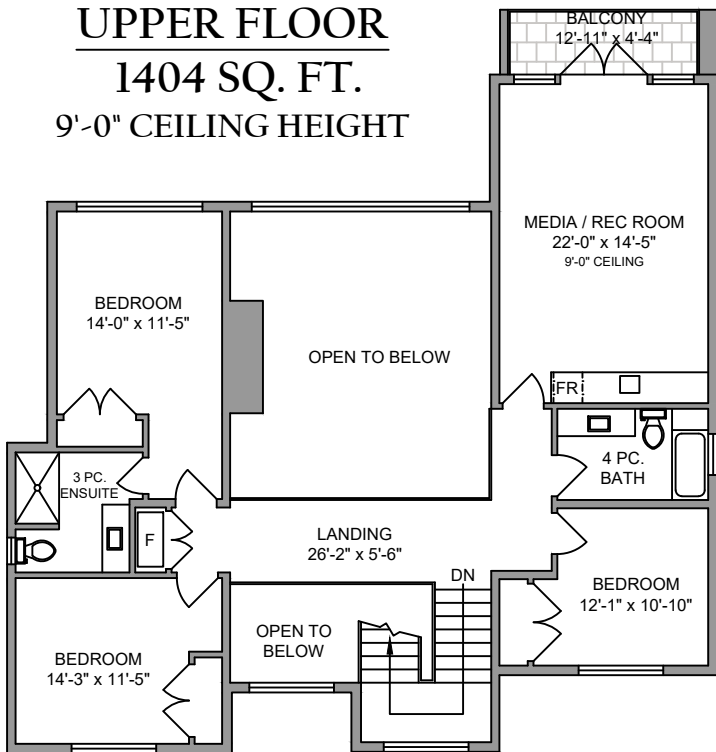 UPPER FLOOR
1404 SQ. FT.
9'-0" CEILING HEIGHT
BALCONY
12'-11" x 4'-4"
MEDIA / REC ROOM
22'-0" x 14'-5"
9'-0" CEILING
BEDROOM
14'-0" x 11'-5"
OPEN TO BELOW
FR
3 PC.
ENSUITE
4 PC.
BATH
F
LANDING
26'-2" x 5'-6"
DN
BEDROOM
12'-1" x 10'-10"
OPEN TO
BELOW
BEDROOM
14'-3" x 11'-5"